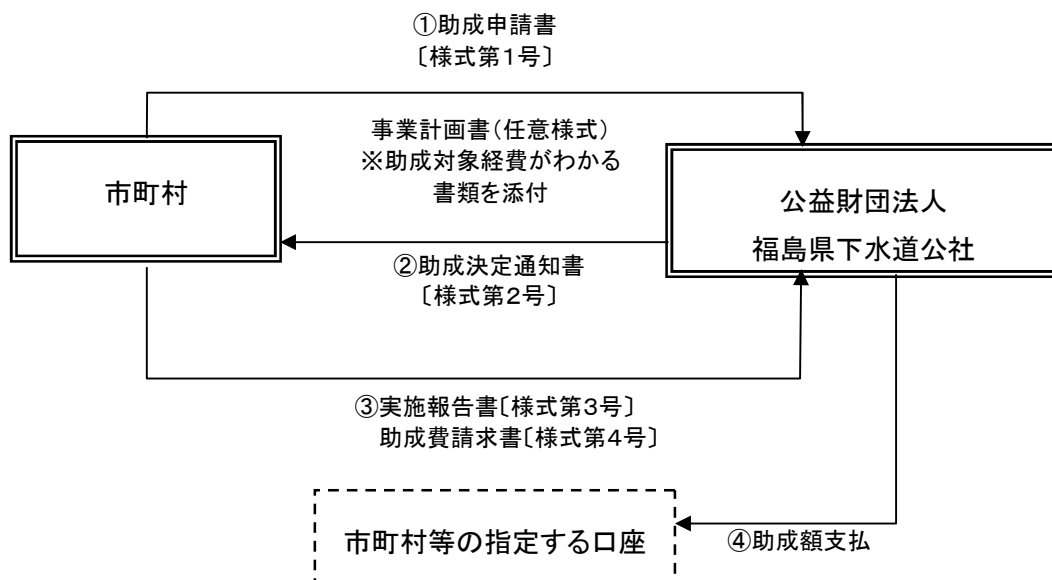 ①助成申請書
〔様式第1号〕
事業計画書(任意様式)
※助成対象経費がわかる
書類を添付
市町村
公益財団法人
福島県下水道公社
②助成決定通知書
〔様式第2号〕
③実施報告書〔様式第3号〕
助成費請求書〔様式第4号〕
市町村等の指定する口座
④助成額支払